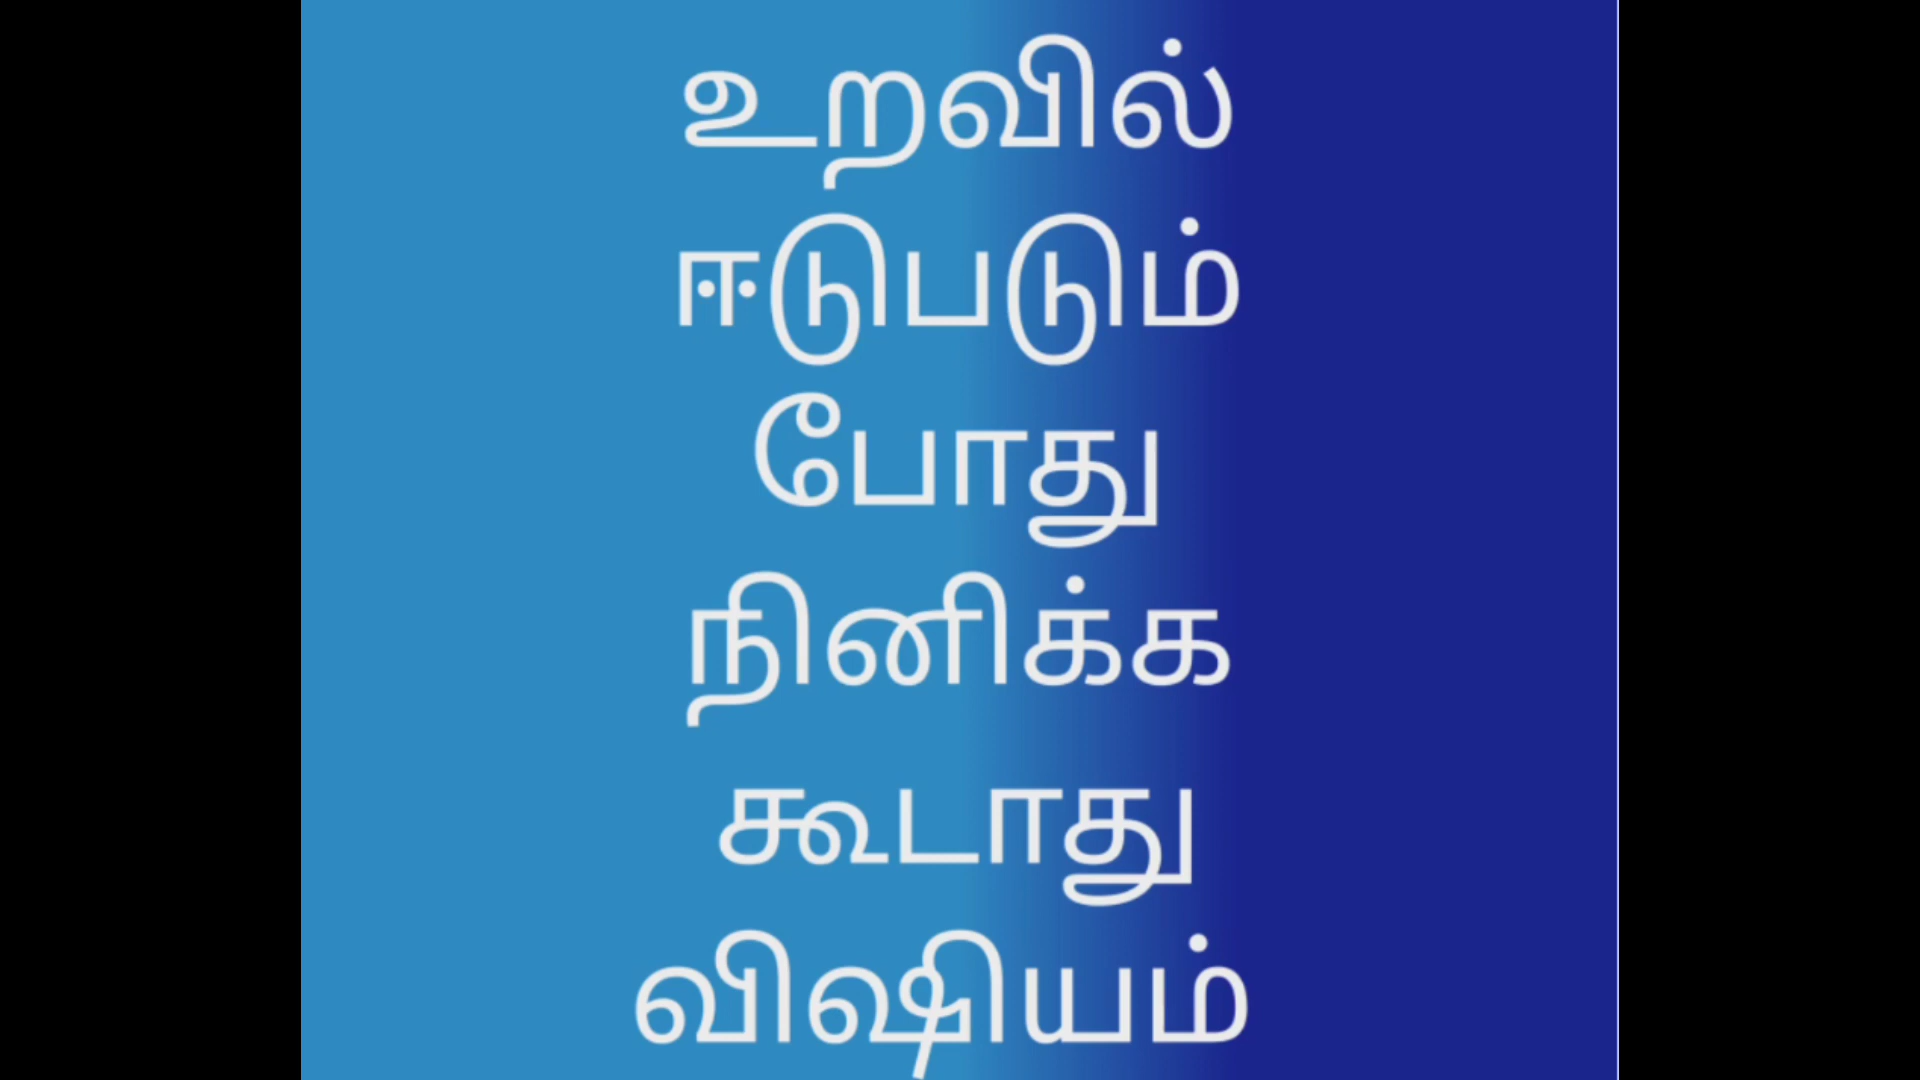 உறவில்
ஈடுபடும்
போது
நினிக்க
கூடாது
விஷியம்